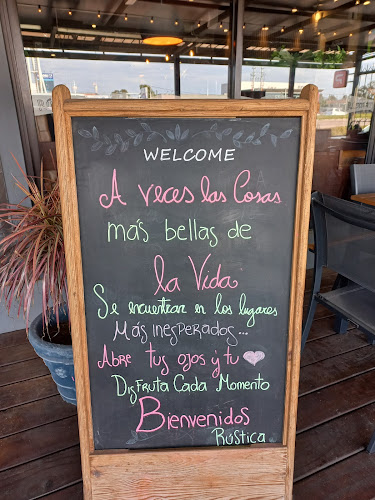 WELCOME
A veces las Cosas
más bellas de
la Vida
Se encuentran en los lugares
Más inesperados...
Abre tus ojos y tu
Disfruta Cada Momento
Bienvenidos
Rústica